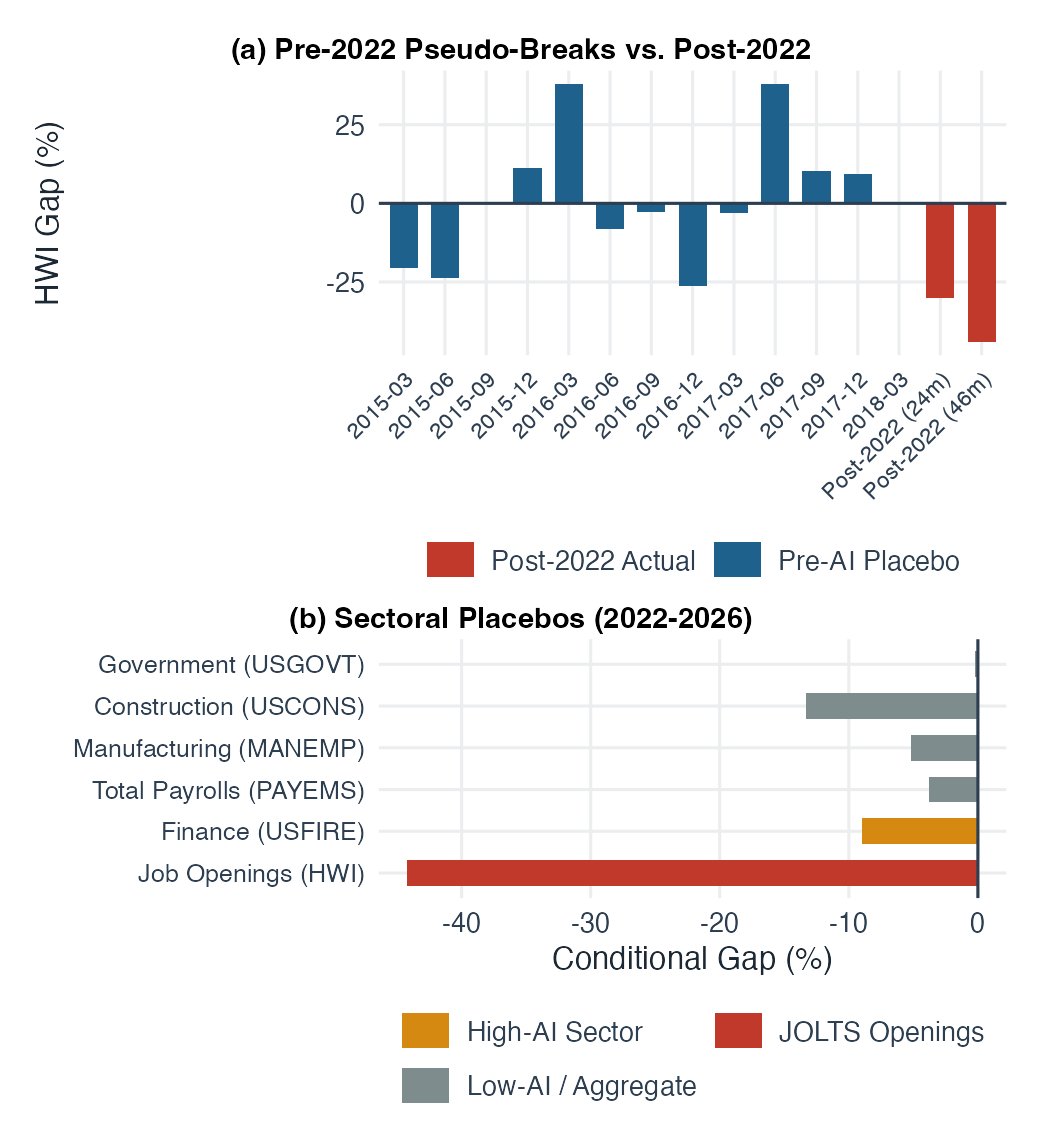 (a) Pre-2022 Pseudo-Breaks vs. Post-2022
HWI Gap (%)
25
0
-25
2015-03
2015-06
2015-09
2015-12
2016-03
2016-06
2016-09
2016-12
2017-03
2017-06
2017-09
2017-12
2018-03
Post-2022 (24m)
Post-2022 (46m)
Post-2022 Actual
Pre-AI Placebo
(b) Sectoral Placebos (2022-2026)
Government (USGOVT)
Construction (USCONS)
Manufacturing (MANEMP)
Total Payrolls (PAYEMS)
Finance (USFIRE)
Job Openings (HWI)
-40 -30 -20 -10 0
Conditional Gap (%)
High-AI Sector
JOLTS Openings
Low-AI / Aggregate